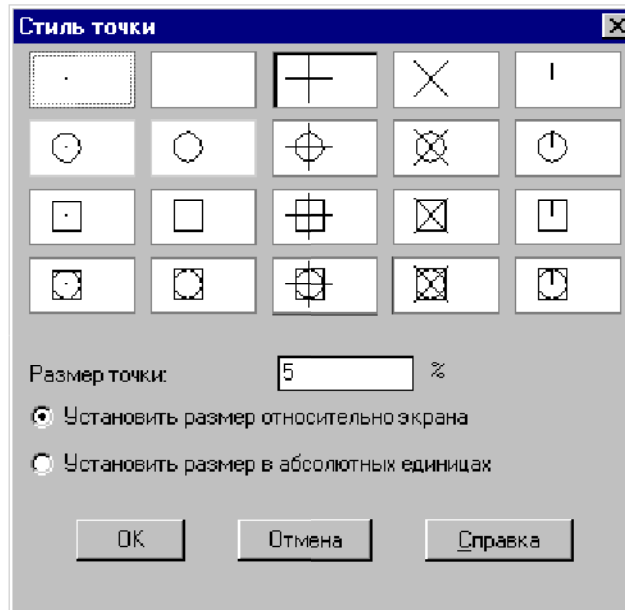 Стиль точки
Размер точки: 5 %
Установить размер относительно экрана
Установить размер в абсолютных единицах
OK Отмена Справка